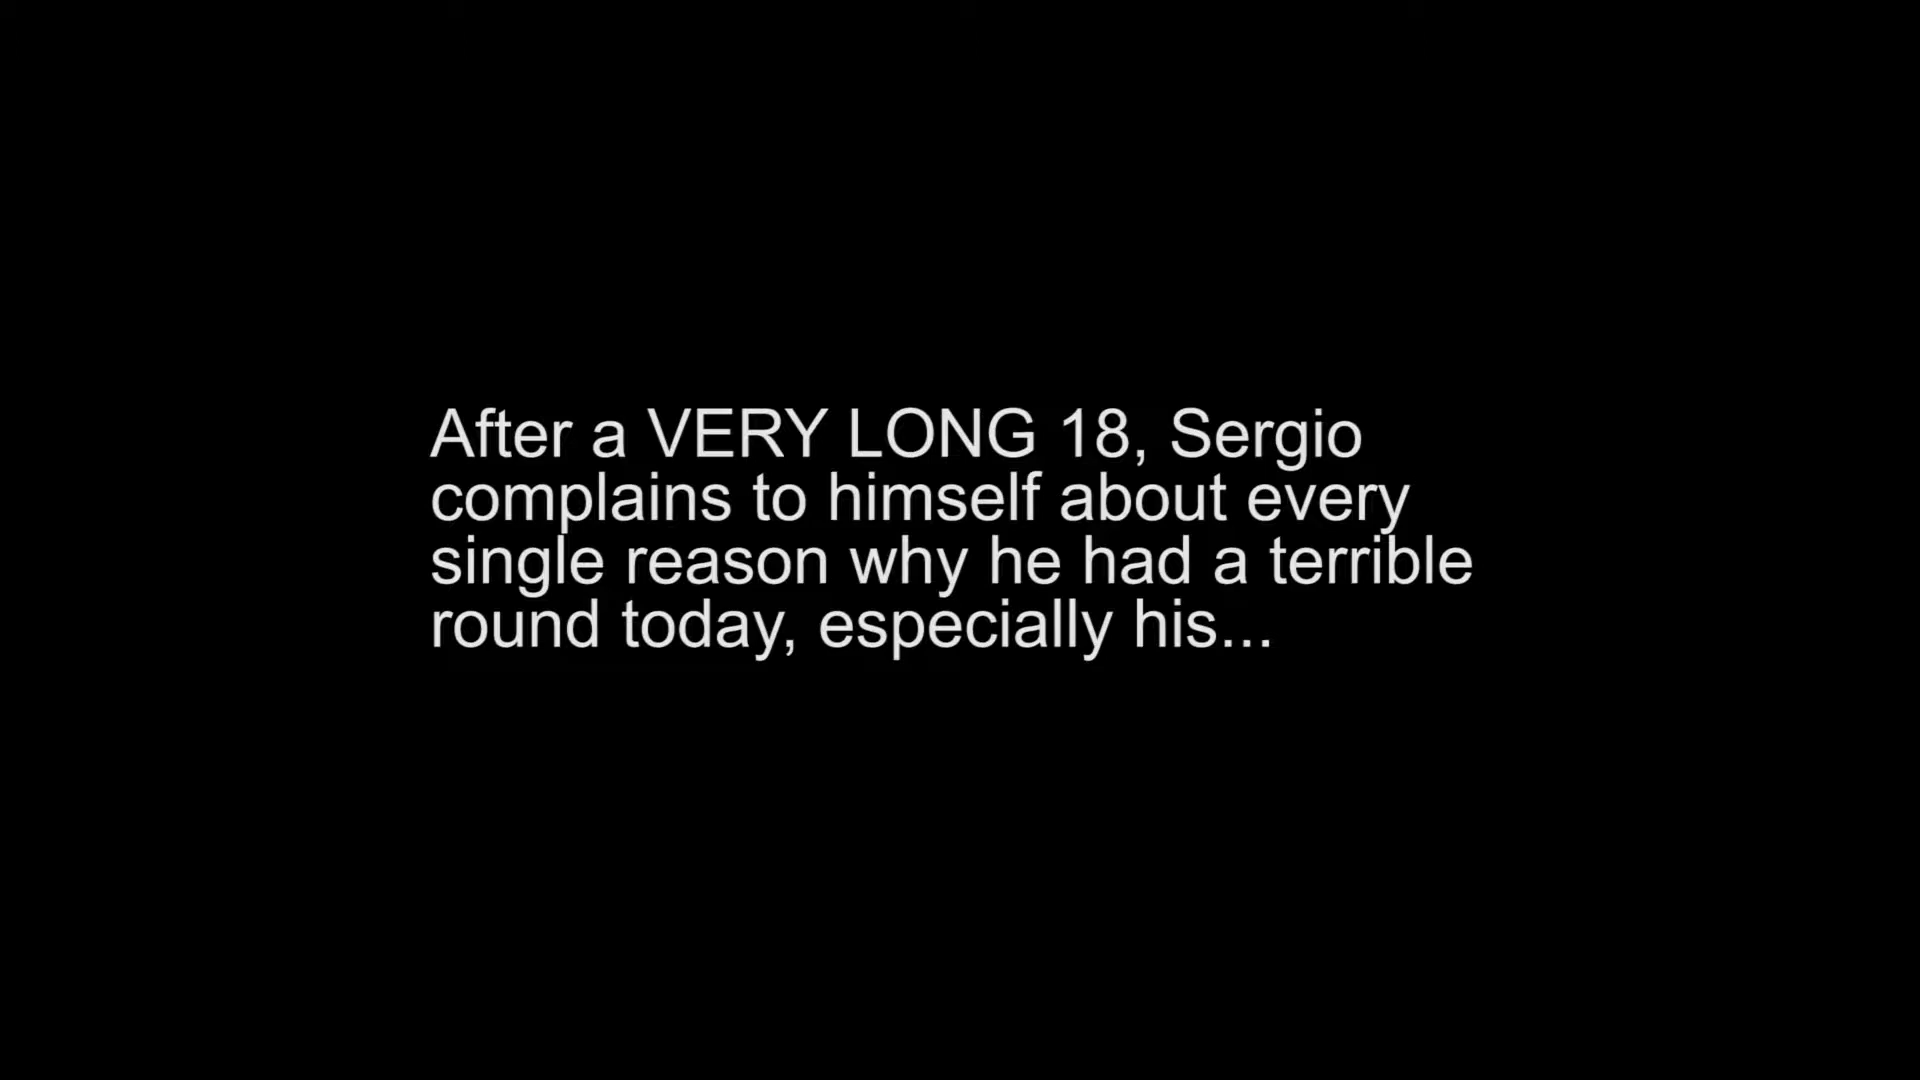 After a VERY LONG 18, Sergio
complains to himself about every
single reason why he had a terrible
round today, especially his...